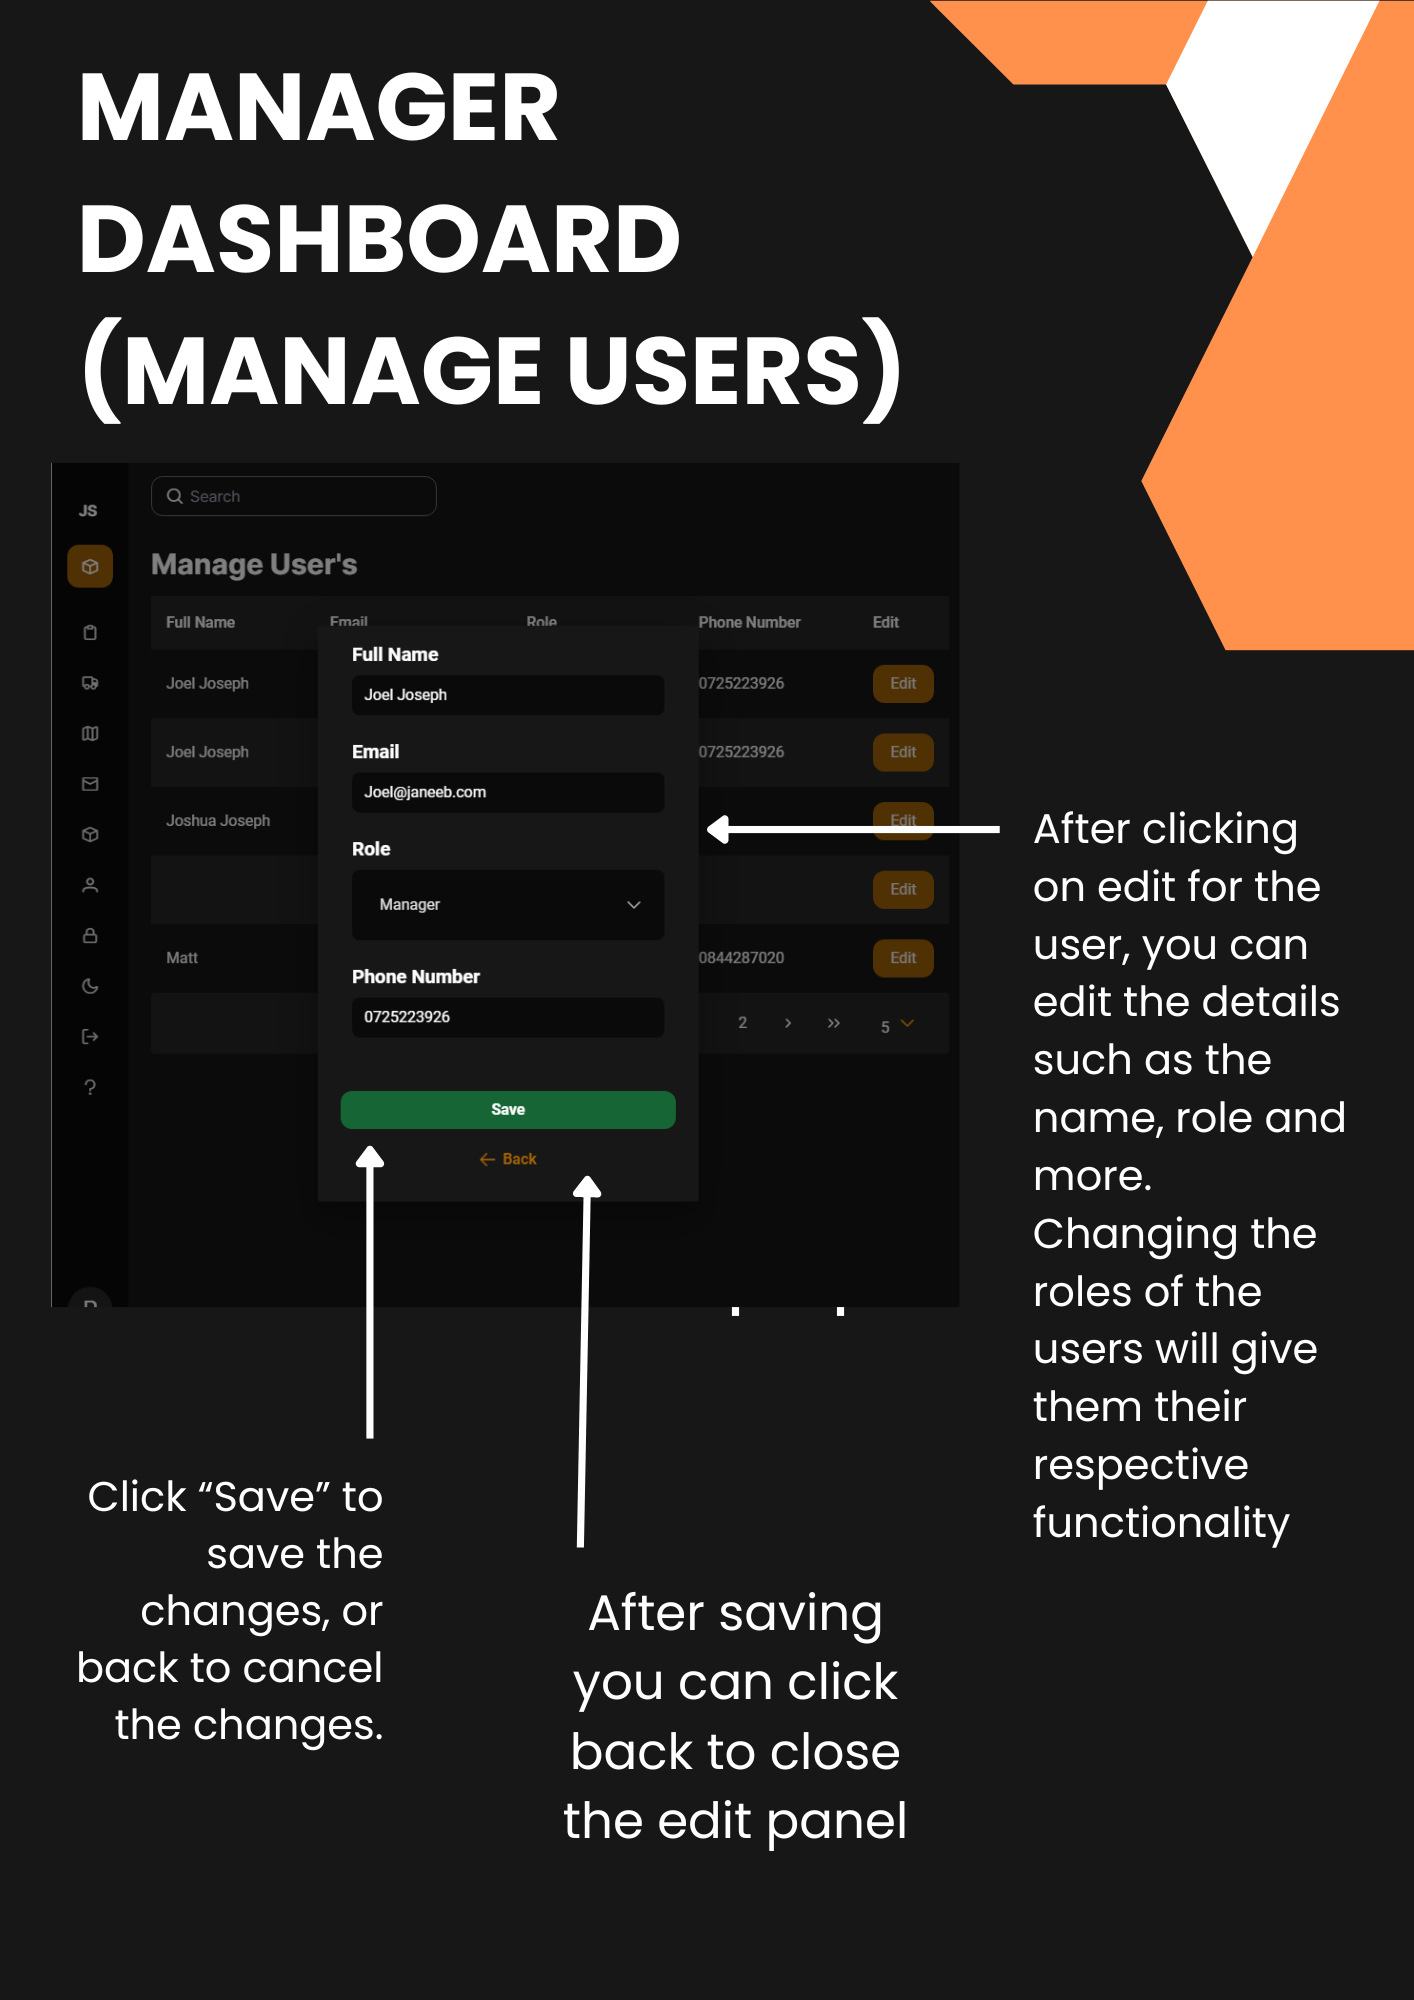 MANAGER
DASHBOARD
(MANAGE USERS)
JS
Search
Manage User's
Full Name Email Role Phone Number Edit
Joel Joseph 0725223926 Edit
Joel Joseph 0725223926 Edit
Joshua Joseph Edit
Edit
Matt 0844287020 Edit
2 5
Full Name
Joel Joseph
Email
Joel@janeeb.com
Role
Manager
Phone Number
0725223926
Save
Back
After clicking
on edit for the
user, you can
edit the details
such as the
name, role and
more.
Changing the
roles of the
users will give
them their
respective
functionality
Click “Save” to
save the
changes, or
back to cancel
the changes.
After saving
you can click
back to close
the edit panel